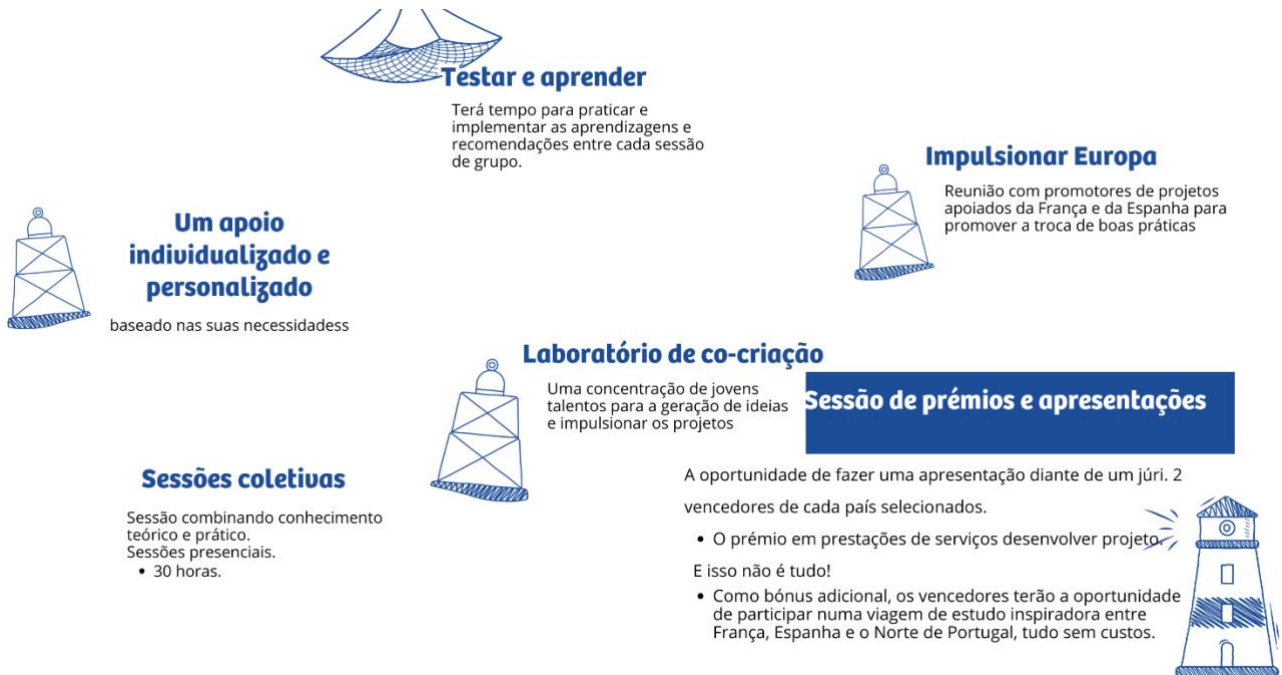 Testar e aprender
Terá tempo para praticar e
implementar as aprendizagens e
recomendações entre cada sessão
de grupo.
Impulsionar Europa
Reunião com promotores de projetos
apoiados da França e da Espanha para
promover a troca de boas práticas
Um apoio
individualizado e
personalizado
baseado nas suas necessidadess
Laboratório de co-criação
Uma concentração de jovens
talentos para a geração de ideias
e impulsionar os projetos
Sessão de prémios e apresentações
A oportunidade de fazer uma apresentação diante de um júri. 2
vencedores de cada país selecionados.
• O prémio em prestações de serviços desenvolver projeto.
E isso não é tudo!
• Como bónus adicional, os vencedores terão a oportunidade
de participar numa viagem de estudo inspiradora entre
França, Espanha e o Norte de Portugal, tudo sem custos.
Sessões coletivas
Sessão combinando conhecimento
teórico e prático.
Sessões presenciais.
• 30 horas.